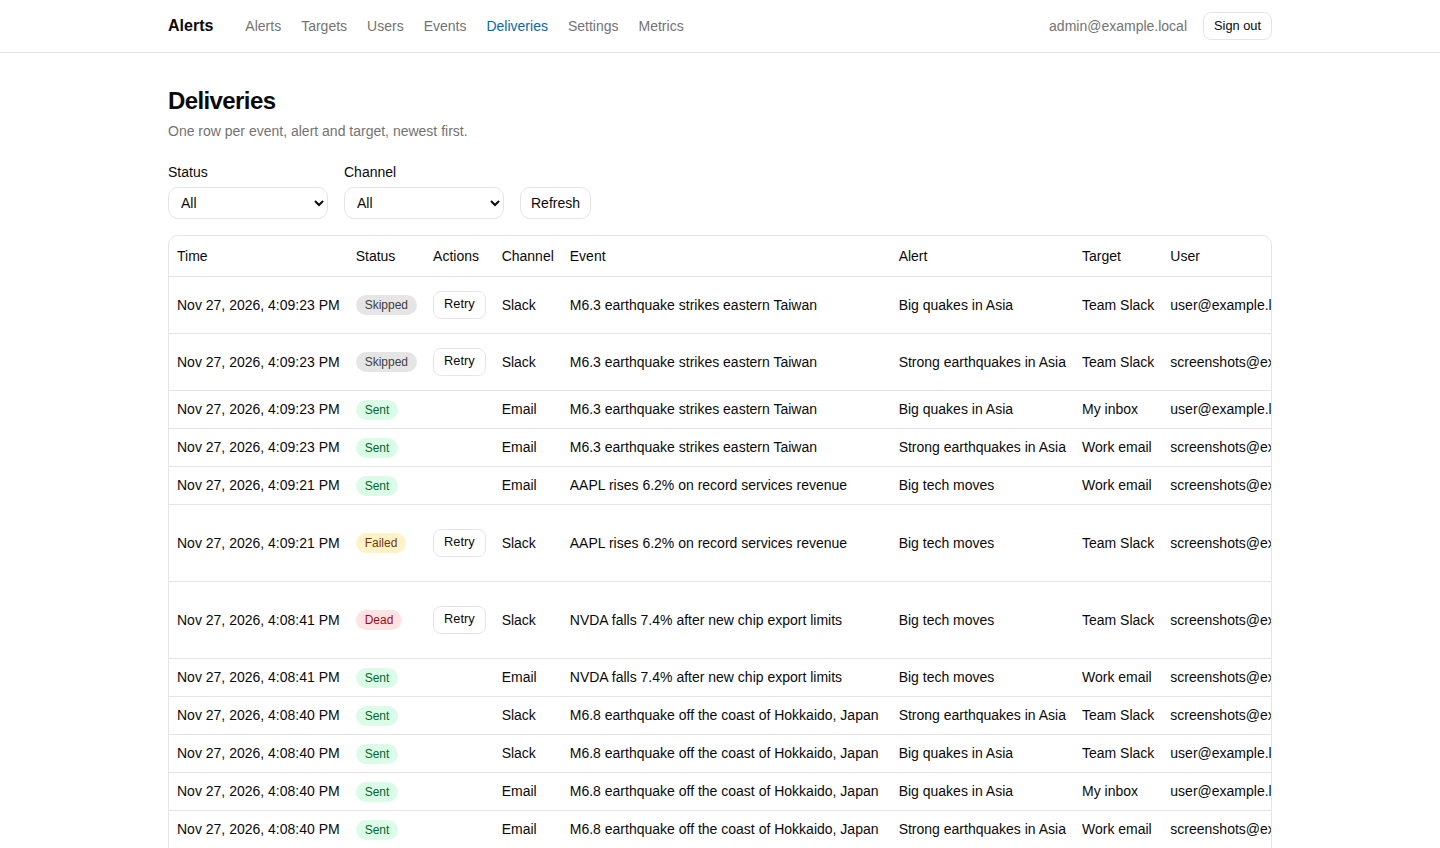 Alerts Alerts Targets Users Events Deliveries Settings Metrics admin@example.local Sign out
Deliveries
One row per event, alert and target, newest first.
Status Channel
All All Refresh
Time Status Actions Channel Event Alert Target User
Nov 27, 2026, 4:09:23 PM Skipped Retry Slack M6.3 earthquake strikes eastern Taiwan Big quakes in Asia Team Slack user@example.l
Nov 27, 2026, 4:09:23 PM Skipped Retry Slack M6.3 earthquake strikes eastern Taiwan Strong earthquakes in Asia Team Slack screenshots@ex
Nov 27, 2026, 4:09:23 PM Sent Email M6.3 earthquake strikes eastern Taiwan Big quakes in Asia My inbox user@example.l
Nov 27, 2026, 4:09:23 PM Sent Email M6.3 earthquake strikes eastern Taiwan Strong earthquakes in Asia Work email screenshots@ex
Nov 27, 2026, 4:09:21 PM Sent Email AAPL rises 6.2% on record services revenue Big tech moves Work email screenshots@ex
Nov 27, 2026, 4:09:21 PM Failed Retry Slack AAPL rises 6.2% on record services revenue Big tech moves Team Slack screenshots@ex
Nov 27, 2026, 4:08:41 PM Dead Retry Slack NVDA falls 7.4% after new chip export limits Big tech moves Team Slack screenshots@ex
Nov 27, 2026, 4:08:41 PM Sent Email NVDA falls 7.4% after new chip export limits Big tech moves Work email screenshots@ex
Nov 27, 2026, 4:08:40 PM Sent Slack M6.8 earthquake off the coast of Hokkaido, Japan Strong earthquakes in Asia Team Slack screenshots@ex
Nov 27, 2026, 4:08:40 PM Sent Slack M6.8 earthquake off the coast of Hokkaido, Japan Big quakes in Asia Team Slack user@example.l
Nov 27, 2026, 4:08:40 PM Sent Email M6.8 earthquake off the coast of Hokkaido, Japan Big quakes in Asia My inbox user@example.l
Nov 27, 2026, 4:08:40 PM Sent Email M6.8 earthquake off the coast of Hokkaido, Japan Strong earthquakes in Asia Work email screenshots@ex